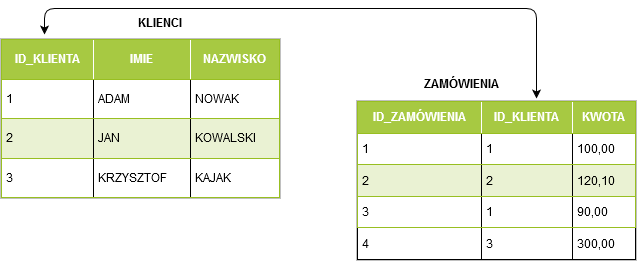 KLIENCI
ID_KLIENTA IMIE NAZWISKO
1 ADAM NOWAK
2 JAN KOWALSKI
3 KRZYSZTOF KAJAK
ZAMÓWIENIA
ID_ZAMÓWIENIA ID_KLIENTA KWOTA
1 1 100,00
2 2 120,10
3 1 90,00
4 3 300,00